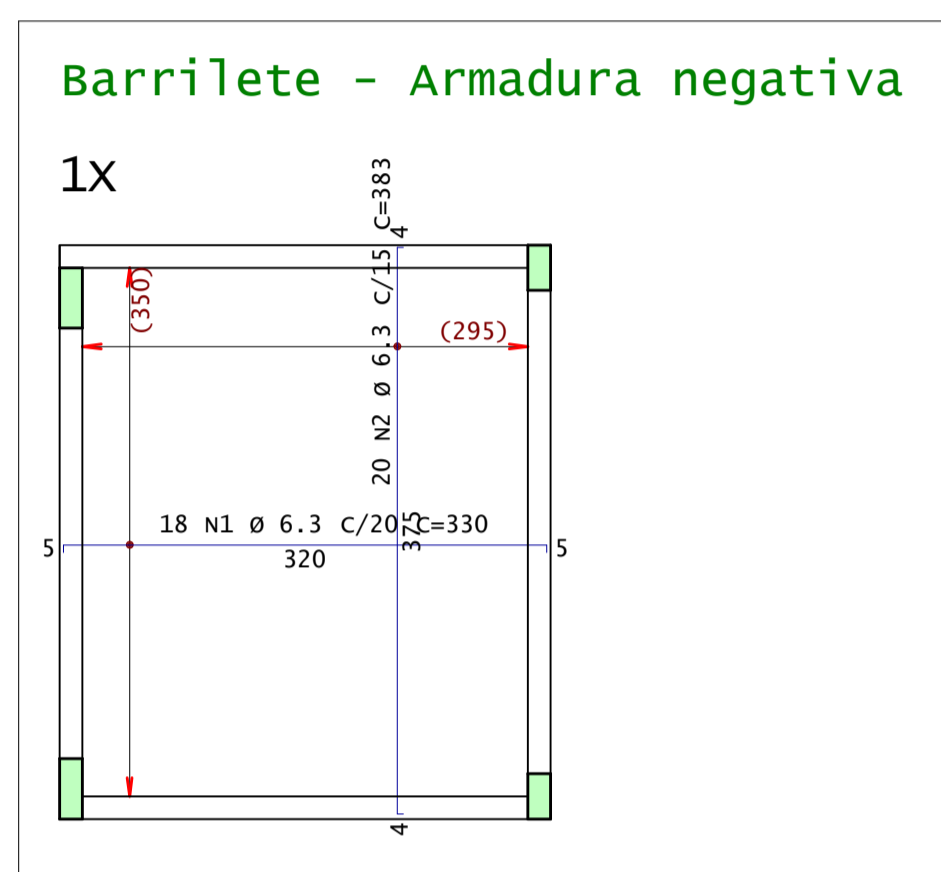 Barrilete - Armadura negativa
1X
20 N2 Ø 6.3 C/15 C=383
4
(350)
(295)
18 N1 Ø 6.3 C/20 C=330
375
5
320
5
4